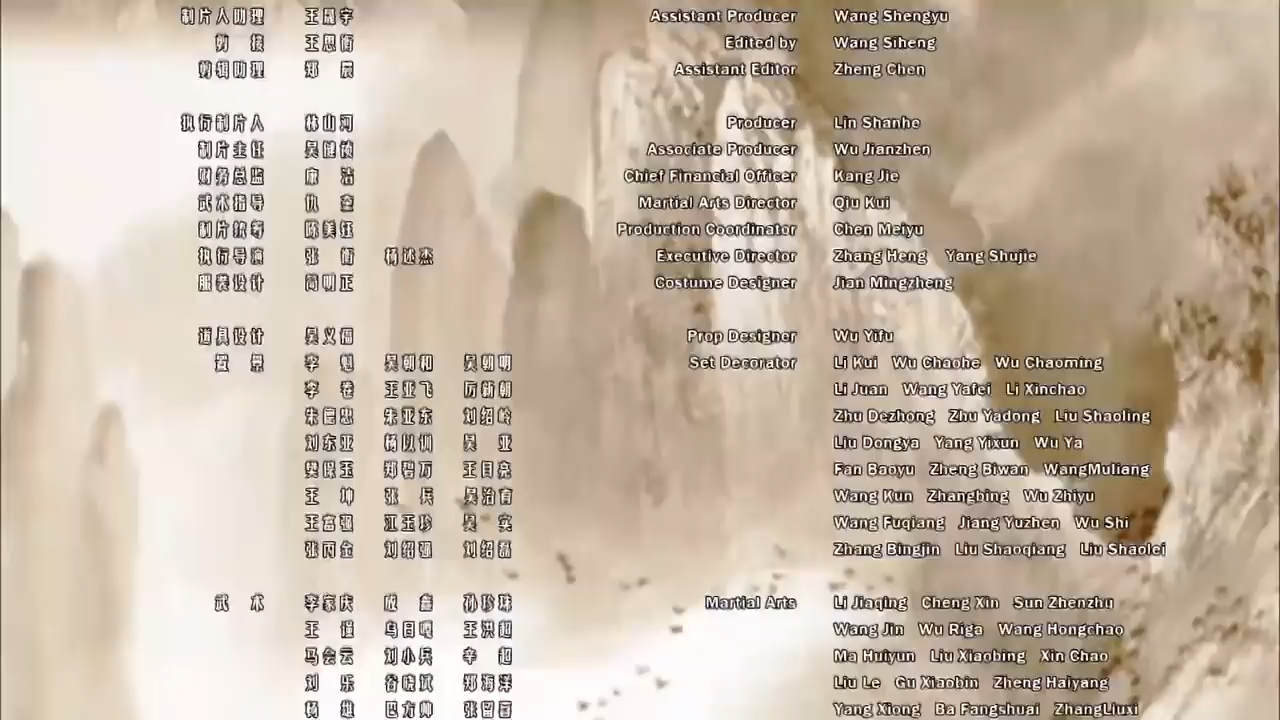 制片人助理 王晟宇 Assistant Producer Wang Shengyu
剪 接 王思衡 Edited by Wang Siheng
剪辑助理 郑 晨 Assistant Editor Zheng Chen
执行制片人 林山河 Producer Lin Shanhe
制片主任 吴健祯 Associate Producer Wu Jianzhen
财务总监 康 洁 Chief Financial Officer Kang Jie
武术指导 仇 奎 Martial Arts Director Qiu Kui
制片统筹 陈美钰 Production Coordinator Chen Meiyu
执行导演 张 衡 杨述杰 Executive Director Zhang Heng Yang Shujie
服装设计 简明正 Costume Designer Jian Mingzheng
道具设计 吴义福 Prop Designer Wu Yifu
置 景 李 魁 吴朝和 吴朝明 Set Decorator Li Kui Wu Chaohe Wu Chaoming
李 卷 王亚飞 厉新朝 Li Juan Wang Yafei Li Xinchao
朱德忠 朱亚东 刘绍岭 Zhu Dezhong Zhu Yadong Liu Shaoling
刘东亚 杨以训 吴 亚 Liu Dongya Yang Yixun Wu Ya
樊保玉 郑碧万 王目亮 Fan Baoyu Zheng Biwan WangMuliang
王 坤 张 兵 吴治育 Wang Kun Zhangbing Wu Zhiyu
王富强 江玉珍 吴 实 Wang Fuqiang Jiang Yuzhen Wu Shi
张丙金 刘绍强 刘绍磊 Zhang Bingjin Liu Shaoqiang Liu Shaolei
武 术 李家庆 成 鑫 孙珍珠 Martial Arts Li Jiaqing Cheng Xin Sun Zhenzhu
王 谨 乌日嘎 王洪超 Wang Jin Wu Riga Wang Hongchao
马会云 刘小兵 辛 超 Ma Huiyun Liu Xiaobing Xin Chao
刘 乐 谷晓斌 郑海洋 Liu Le Gu Xiaobin Zheng Haiyang
杨 雄 巴方帅 张留喜 Yang Xiong Ba Fangshuai ZhangLiuxi